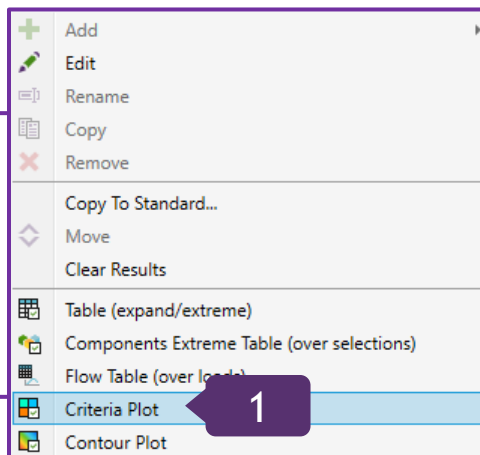 Add
Edit
Rename
Copy
Remove
Copy To Standard...
Move
Clear Results
Table (expand/extreme)
Components Extreme Table (over selections)
Flow Table (over loads)
Criteria Plot
1
Contour Plot